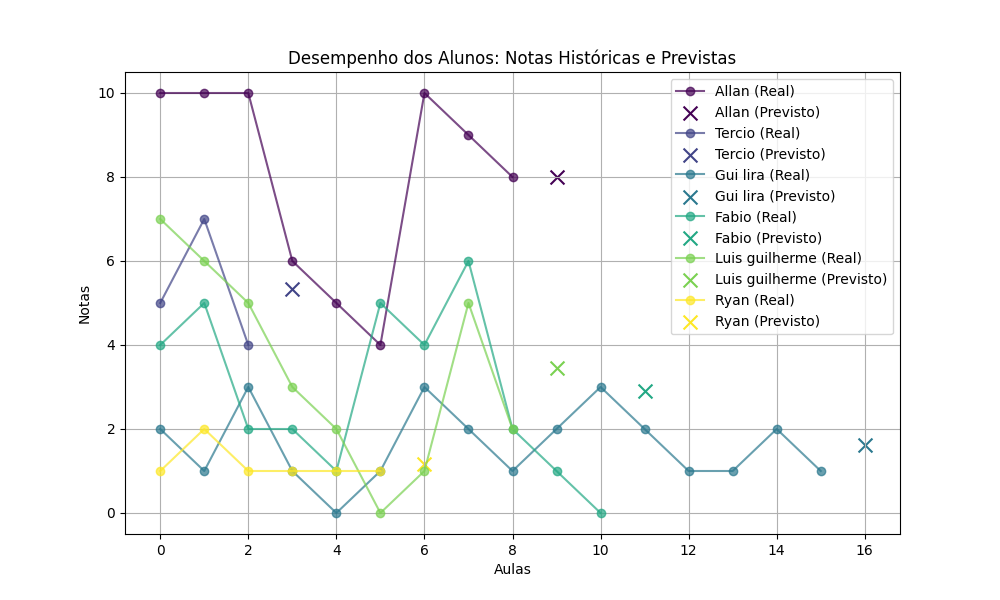 Desempenho dos Alunos: Notas Históricas e Previstas
10
8
6
4
2
0
Notas
Allan (Real)
Allan (Previsto)
Tercio (Real)
Tercio (Previsto)
Gui lira (Real)
Gui lira (Previsto)
Fabio (Real)
Fabio (Previsto)
Luis guilherme (Real)
Luis guilherme (Previsto)
Ryan (Real)
Ryan (Previsto)
0 2 4 6 8 10 12 14 16
Aulas